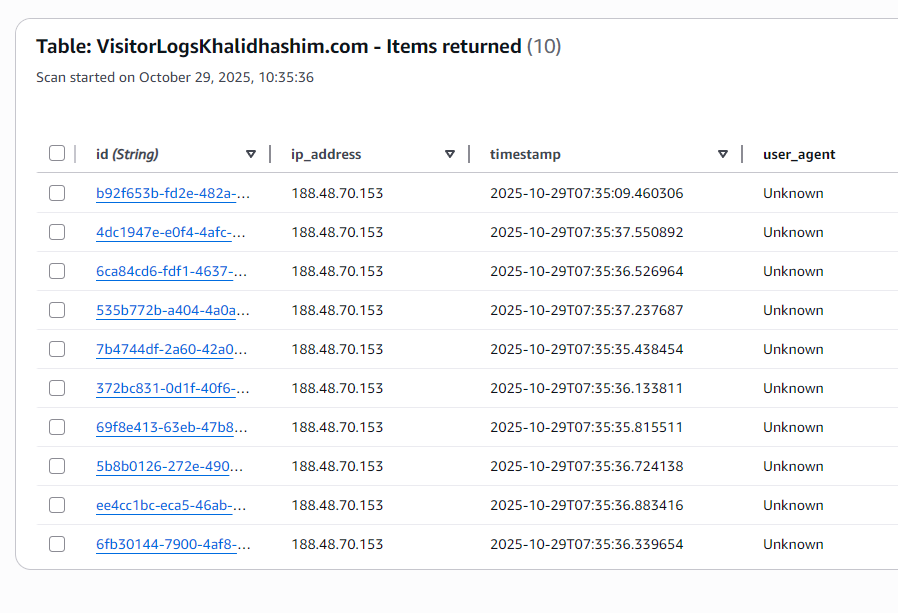 Table: VisitorLogsKhalidhashim.com - Items returned (10)
Scan started on October 29, 2025, 10:35:36
id (String) ip_address timestamp user_agent
b92f653b-fd2e-482a-... 188.48.70.153 2025-10-29T07:35:09.460306 Unknown
4dc1947e-e0f4-4afc-... 188.48.70.153 2025-10-29T07:35:37.550892 Unknown
6ca84cd6-fdf1-4637-... 188.48.70.153 2025-10-29T07:35:36.526964 Unknown
535b772b-a404-4a0a... 188.48.70.153 2025-10-29T07:35:37.237687 Unknown
7b4744df-2a60-42a0... 188.48.70.153 2025-10-29T07:35:35.438454 Unknown
372bc831-0d1f-40f6-... 188.48.70.153 2025-10-29T07:35:36.133811 Unknown
69f8e413-63eb-47b8... 188.48.70.153 2025-10-29T07:35:35.815511 Unknown
5b8b0126-272e-490... 188.48.70.153 2025-10-29T07:35:36.724138 Unknown
ee4cc1bc-eca5-46ab-... 188.48.70.153 2025-10-29T07:35:36.883416 Unknown
6fb30144-7900-4af8-... 188.48.70.153 2025-10-29T07:35:36.339654 Unknown